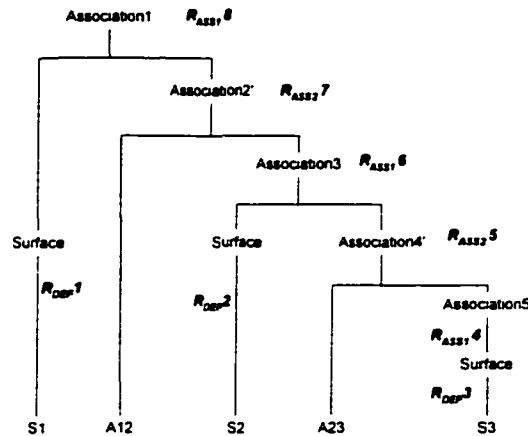 Association1 R_ASS1 8
Association2' R_ASS2 7
Association3 R_ASS1 6
Surface Surface Association4' R_ASS2 5
R_DEF 1 R_DEF 2
Association5
R_ASS1 4
Surface
R_DEF 3
S1 A12 S2 A23 S3